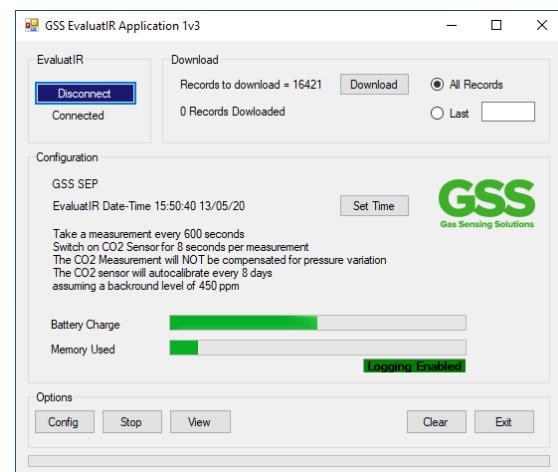 GSS EvaluatIR Application 1v3
EvaluatIR
Disconnect
Connected
Download
Records to download = 16421
Download
All Records
0 Records Dowloaded
Last
Configuration
GSS SEP
EvaluatIR Date-Time 15:50:40 13/05/20
Set Time
GSS
Gas Sensing Solutions
Take a measurement every 600 seconds
Switch on CO2 Sensor for 8 seconds per measurement
The CO2 Measurement will NOT be compensated for pressure variation
The CO2 sensor will autocalibrate every 8 days
assuming a backround level of 450 ppm
Battery Charge
Memory Used
Logging Enabled
Options
Config
Stop
View
Clear
Exit